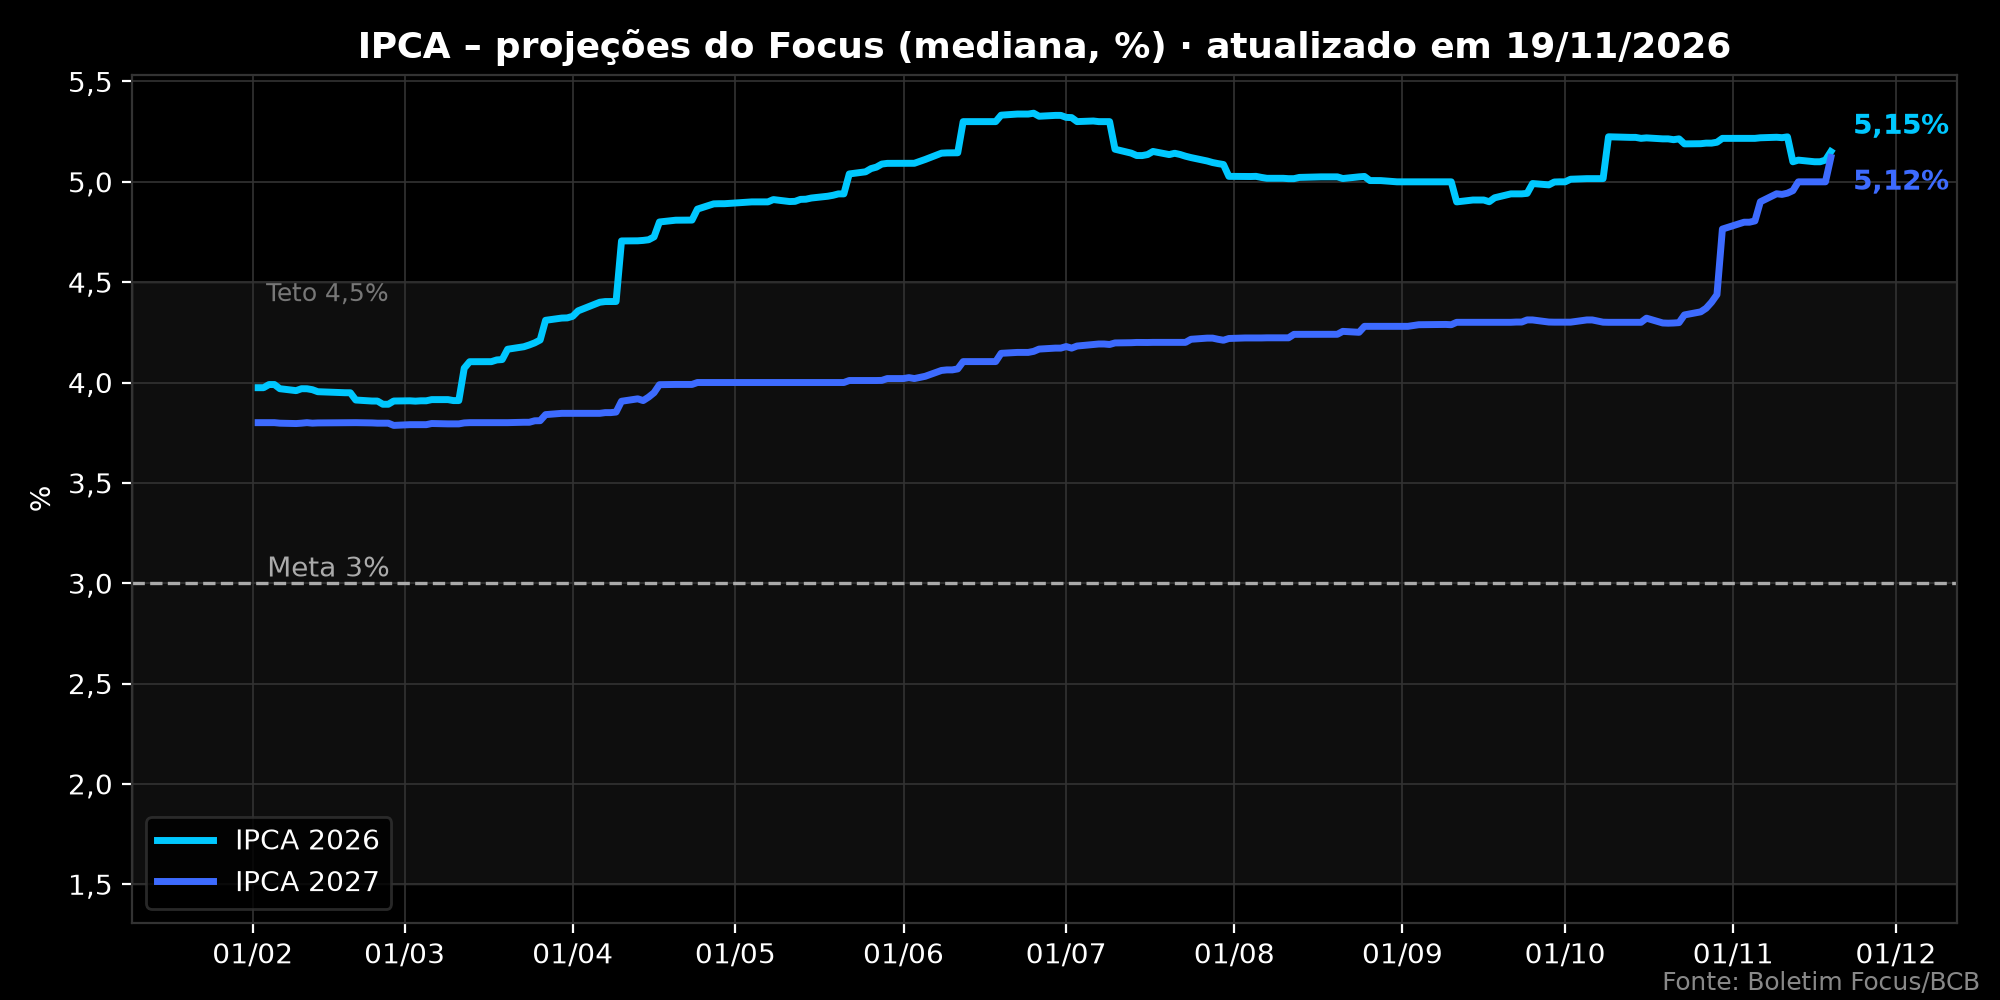 IPCA – projeções do Focus (mediana, %) · atualizado em 19/11/2026
5,5
5,15%
5,0
5,12%
4,5
Teto 4,5%
4,0
3,5
%
Meta 3%
3,0
2,5
2,0
IPCA 2026
IPCA 2027
1,5
01/02 01/03 01/04 01/05 01/06 01/07 01/08 01/09 01/10 01/11 01/12
Fonte: Boletim Focus/BCB